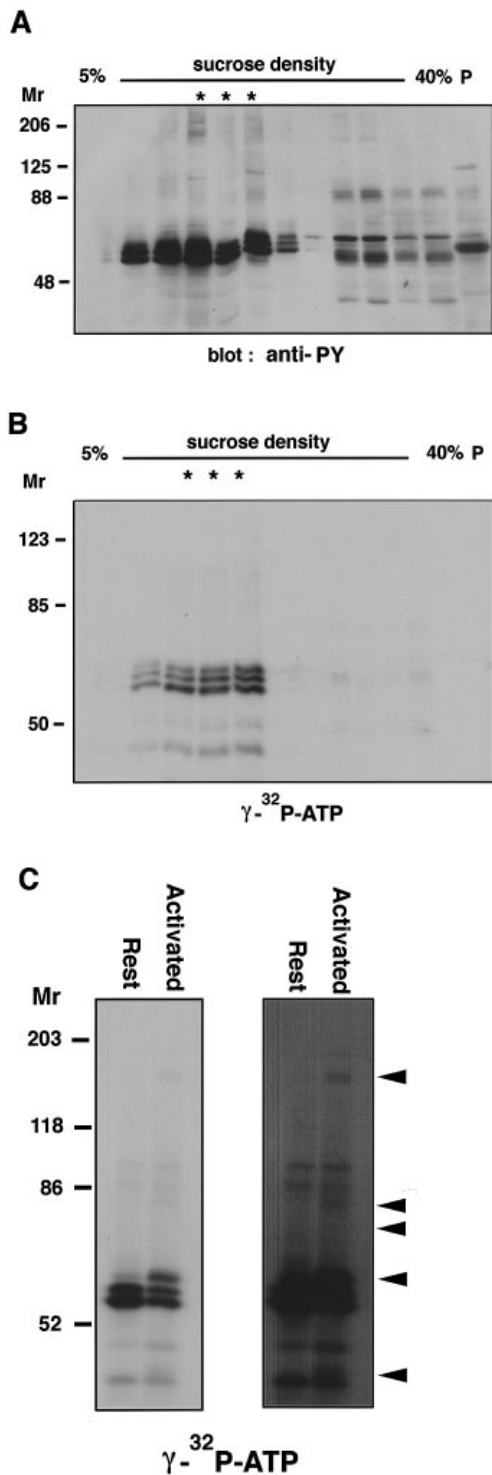 A
sucrose density
5% 40% P
Mr * * *
206
125
88
48
blot : anti-PY
B
sucrose density
5% 40% P
Mr * * *
123
85
50
γ-³²P-ATP
C
Rest Activated Rest Activated
Mr
203
118
86
52
γ-³²P-ATP